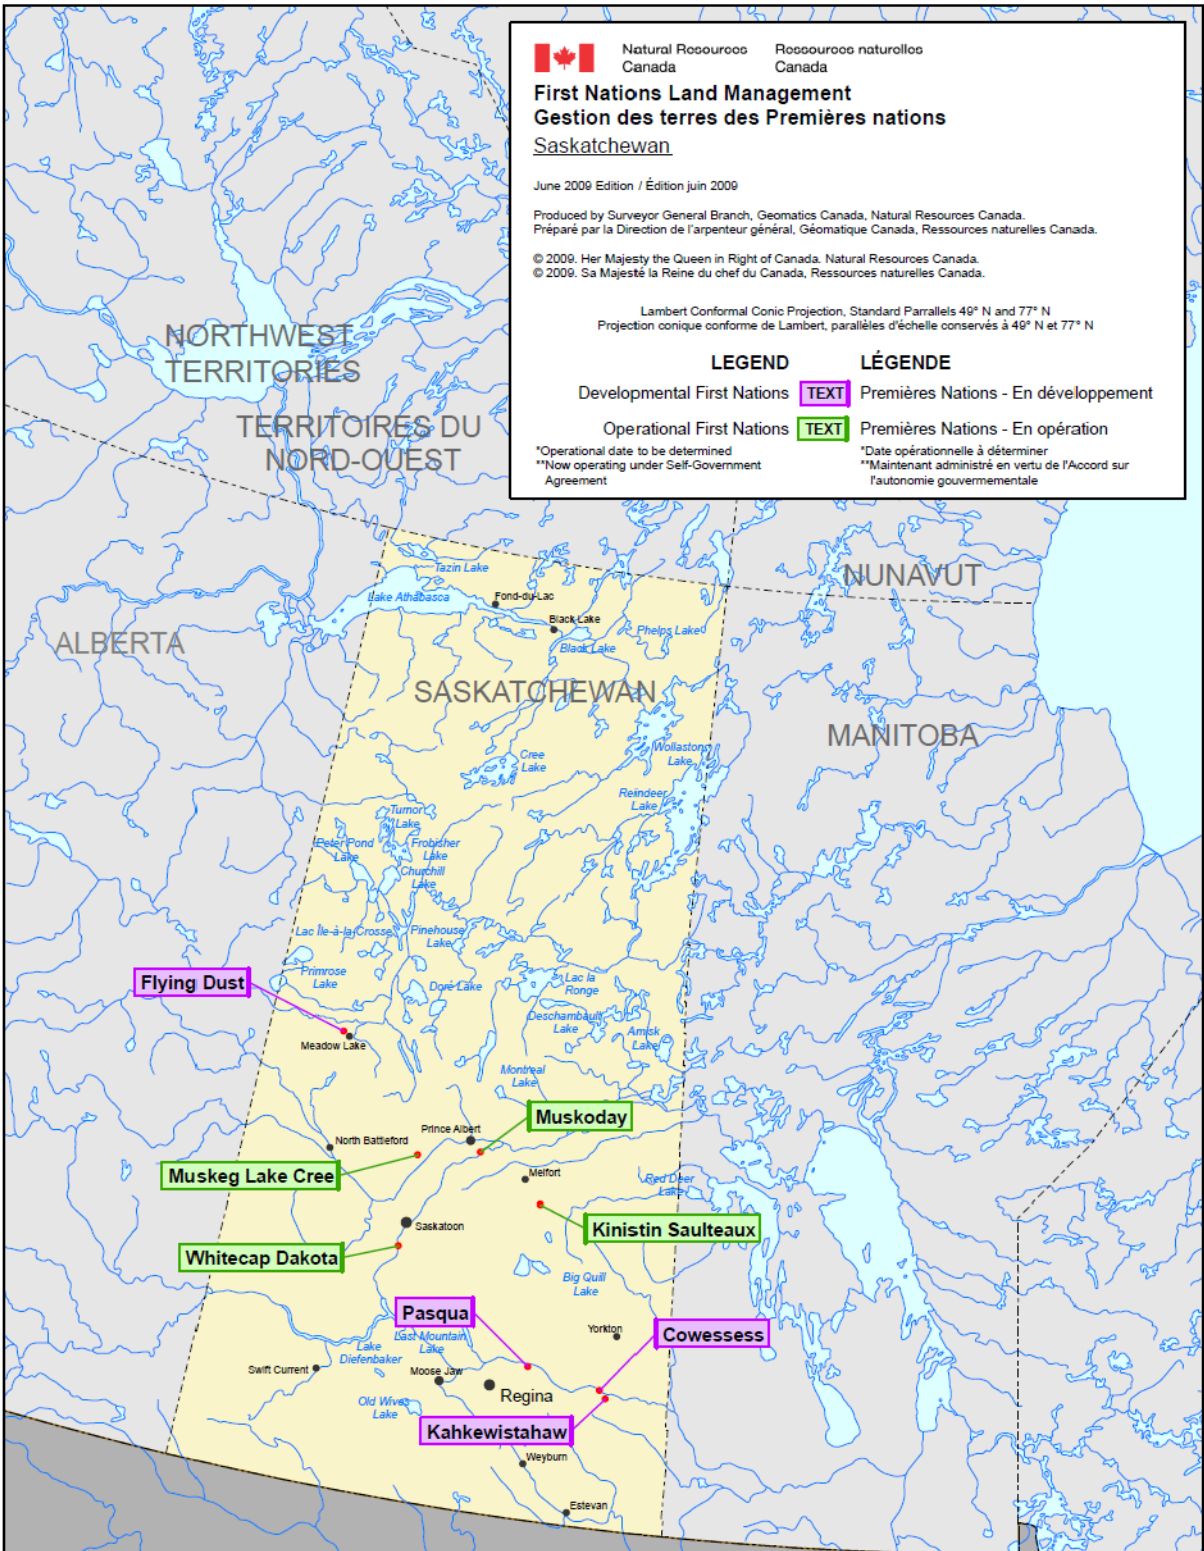 Natural Resources Ressources naturelles
Canada Canada
First Nations Land Management
Gestion des terres des Premières nations
Saskatchewan
June 2009 Edition / Édition juin 2009
Produced by Surveyor General Branch, Geomatics Canada, Natural Resources Canada.
Préparé par la Direction de l'arpenteur général, Géomatique Canada, Ressources naturelles Canada.
© 2009. Her Majesty the Queen in Right of Canada. Natural Resources Canada.
© 2009. Sa Majesté la Reine du chef du Canada, Ressources naturelles Canada.
Lambert Conformal Conic Projection, Standard Parrallels 49° N and 77° N
Projection conique conforme de Lambert, parallèles d'échelle conservés à 49° N et 77° N
LEGEND LÉGENDE
Developmental First Nations TEXT Premières Nations - En développement
Operational First Nations TEXT Premières Nations - En opération
*Operational date to be determined
**Now operating under Self-Government
Agreement
*Date opérationnelle à déterminer
**Maintenant administré en vertu de l'Accord sur
l'autonomie gouvermementale
NORTHWEST
TERRITORIES
TERRITOIRES DU
NORD-OUEST
NUNAVUT
ALBERTA
SASKATCHEWAN
MANITOBA
Tazin Lake
Lake Athabasca
Fond-du-Lac
Black Lake
Black Lake
Phelps Lake
Cree
Lake
Wollaston
Lake
Reindeer
Lake
Turnor
Lake
Peter Pond
Lake
Frobisher
Lake
Churchill
Lake
Lac Île-à-la-Crosse
Pinehouse
Lake
Primrose
Lake
Doré Lake
Lac la
Ronge
Deschambault
Lake
Amisk
Lake
Flying Dust
Meadow Lake
Montreal
Lake
Muskoday
Prince Albert
North Battleford
Muskeg Lake Cree
Melfort
Red Deer
Lake
Saskatoon
Kinistin Saulteaux
Whitecap Dakota
Big Quill
Lake
Pasqua
Yorkton
Cowessess
Last Mountain
Lake
Lake
Diefenbaker
Swift Current
Moose Jaw
Regina
Old Wives
Lake
Kahkewistahaw
Weyburn
Estevan